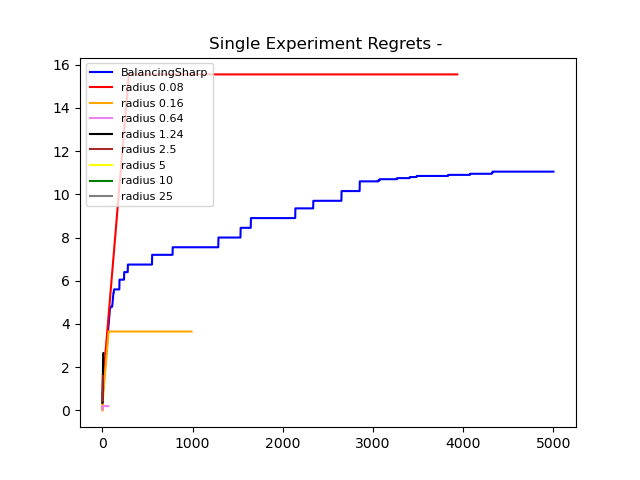 Single Experiment Regrets -
16
14
12
10
8
6
4
2
0
BalancingSharp
radius 0.08
radius 0.16
radius 0.64
radius 1.24
radius 2.5
radius 5
radius 10
radius 25
0 1000 2000 3000 4000 5000